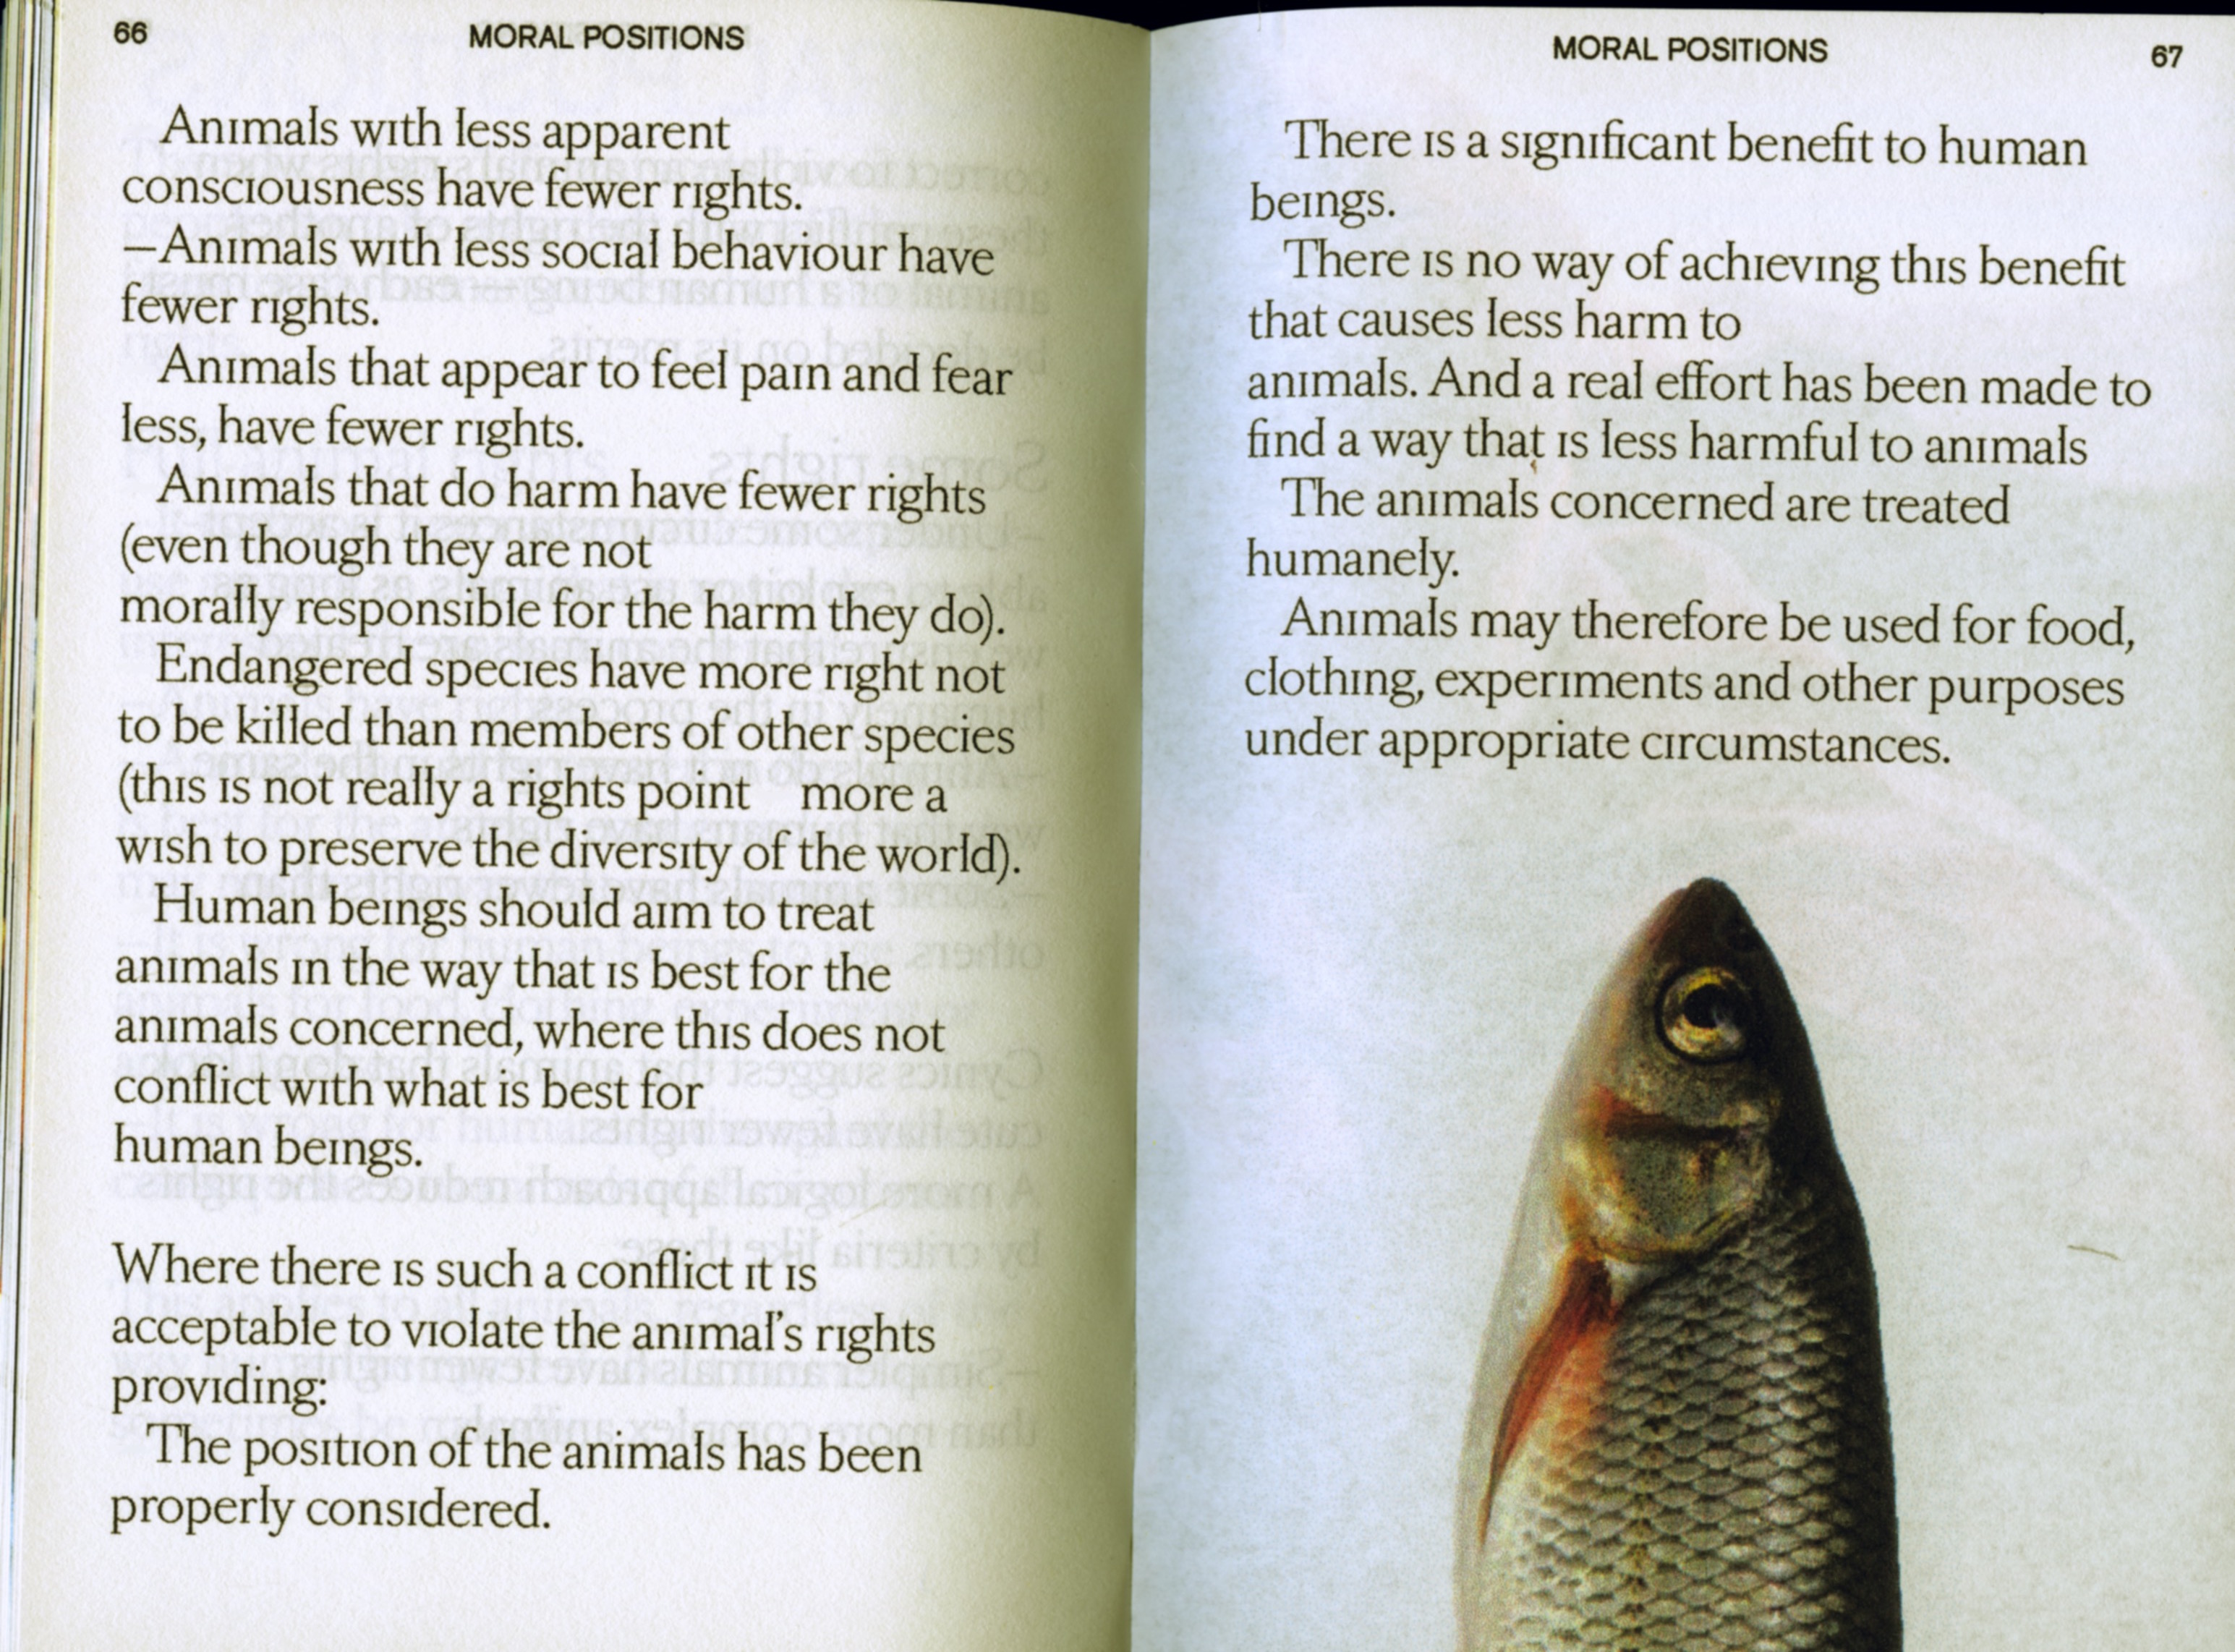 66
MORAL POSITIONS
Animals with less apparent
consciousness have fewer rights.
—Animals with less social behaviour have
fewer rights.
Animals that appear to feel pain and fear
less, have fewer rights.
Animals that do harm have fewer rights
(even though they are not
morally responsible for the harm they do).
Endangered species have more right not
to be killed than members of other species
(this is not really a rights point more a
wish to preserve the diversity of the world).
Human beings should aim to treat
animals in the way that is best for the
animals concerned, where this does not
conflict with what is best for
human beings.
Where there is such a conflict it is
acceptable to violate the animal's rights
providing:
The position of the animals has been
properly considered.
MORAL POSITIONS
67
There is a significant benefit to human
beings.
There is no way of achieving this benefit
that causes less harm to
animals. And a real effort has been made to
find a way that is less harmful to animals
The animals concerned are treated
humanely.
Animals may therefore be used for food,
clothing, experiments and other purposes
under appropriate circumstances.